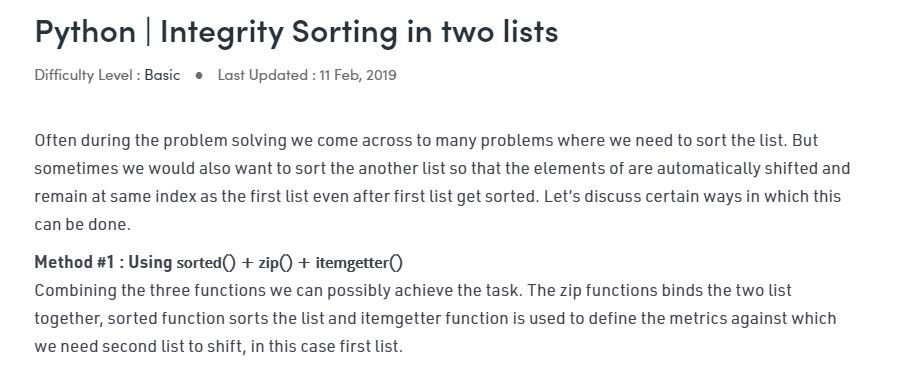 Python | Integrity Sorting in two lists
Difficulty Level : Basic ● Last Updated : 11 Feb, 2019
Often during the problem solving we come across to many problems where we need to sort the list. But
sometimes we would also want to sort the another list so that the elements of are automatically shifted and
remain at same index as the first list even after first list get sorted. Let’s discuss certain ways in which this
can be done.
Method #1 : Using sorted() + zip() + itemgetter()
Combining the three functions we can possibly achieve the task. The zip functions binds the two list
together, sorted function sorts the list and itemgetter function is used to define the metrics against which
we need second list to shift, in this case first list.